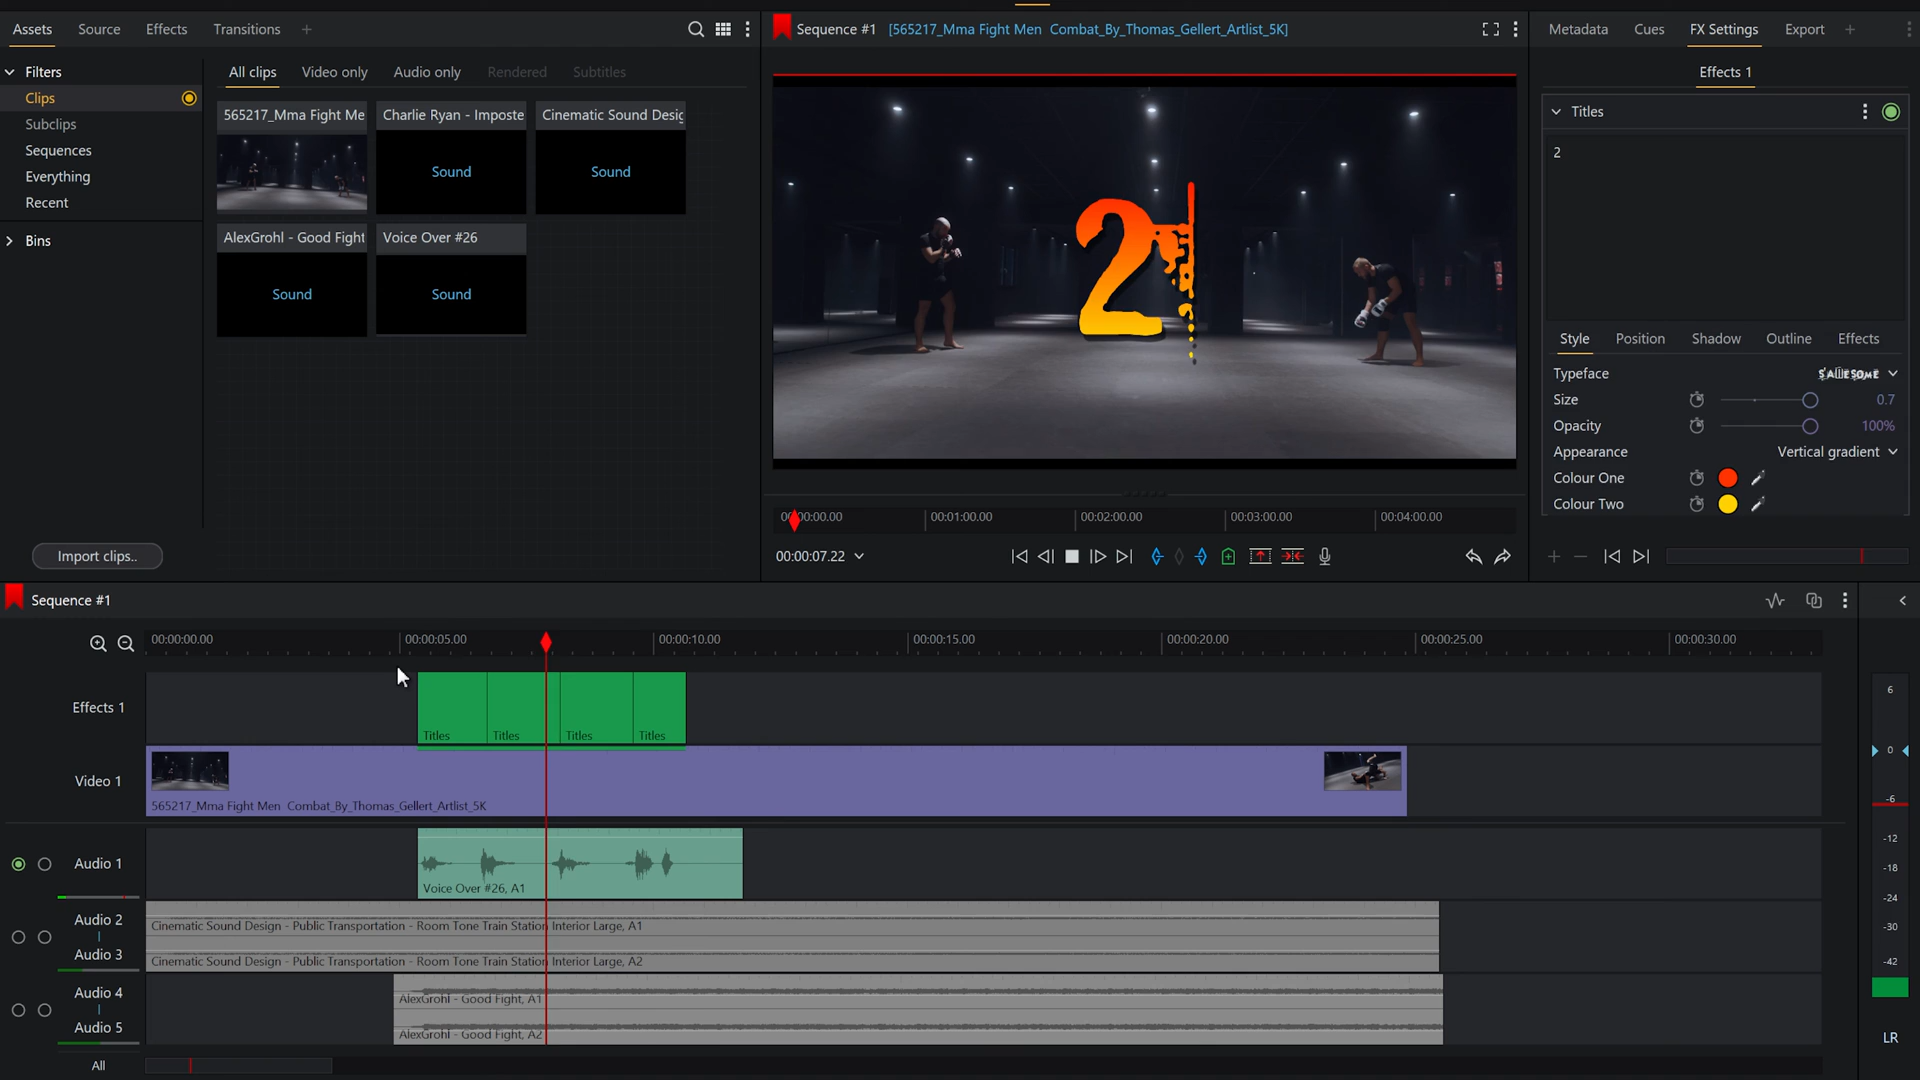 Assets Source Effects Transitions +
Filters
Clips
Subclips
Sequences
Everything
Recent
Bins
Import clips..
All clips Video only Audio only Rendered Subtitles
565217_Mma Fight Me Charlie Ryan - Imposte Cinematic Sound Desig
Sound Sound
AlexGrohl - Good Fight Voice Over #26
Sound Sound
Sequence #1 [565217_Mma Fight Men Combat_By_Thomas_Gellert_Artlist_5K]
2
00:00:00.00 00:01:00.00 00:02:00.00 00:03:00.00 00:04:00.00
00:00:07.22
Metadata Cues FX Settings Export +
Effects 1
Titles
2
Style Position Shadow Outline Effects
Typeface
Size 0.7
Opacity 100%
Appearance Vertical gradient
Colour One
Colour Two
Sequence #1
00:00:00.00 00:00:05.00 00:00:10.00 00:00:15.00 00:00:20.00 00:00:25.00 00:00:30.00
Effects 1
Titles Titles Titles Titles
Video 1
565217_Mma Fight Men Combat_By_Thomas_Gellert_Artlist_5K
Audio 1
Voice Over #26, A1
Audio 2
Cinematic Sound Design - Public Transportation - Room Tone Train Station Interior Large, A1
Audio 3
Cinematic Sound Design - Public Transportation - Room Tone Train Station Interior Large, A2
Audio 4
AlexGrohl - Good Fight, A1
Audio 5
AlexGrohl - Good Fight, A2
All
6
0
-6
-12
-18
-24
-30
-42
LR